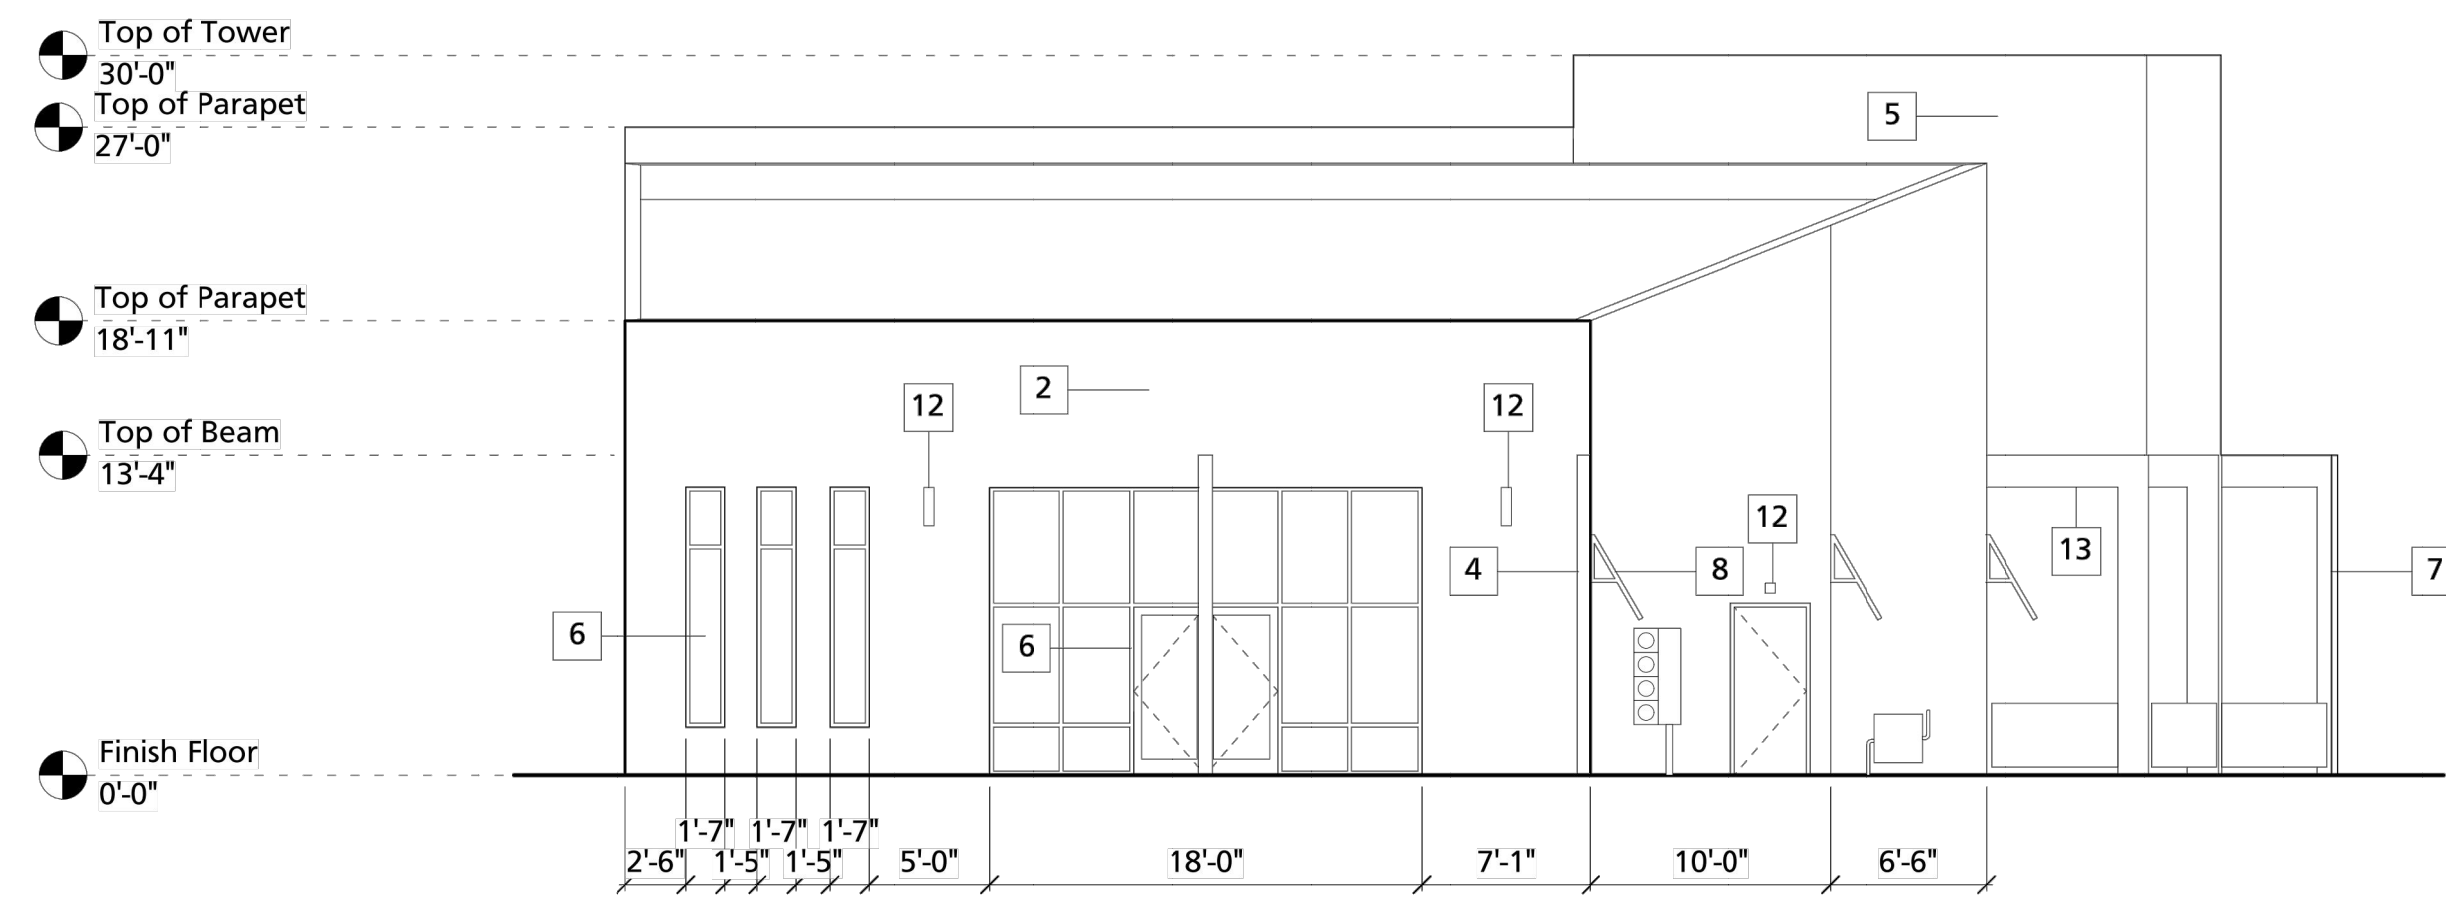 Top of Tower
30'-0"
Top of Parapet
27'-0"
5
Top of Parapet
18'-11"
2
12
12
Top of Beam
13'-4"
12
13
4
8
7
6
6
Finish Floor
0'-0"
1'-7" 1'-7" 1'-7"
2'-6" 1'-5" 1'-5" 5'-0" 18'-0" 7'-1" 10'-0" 6'-6"